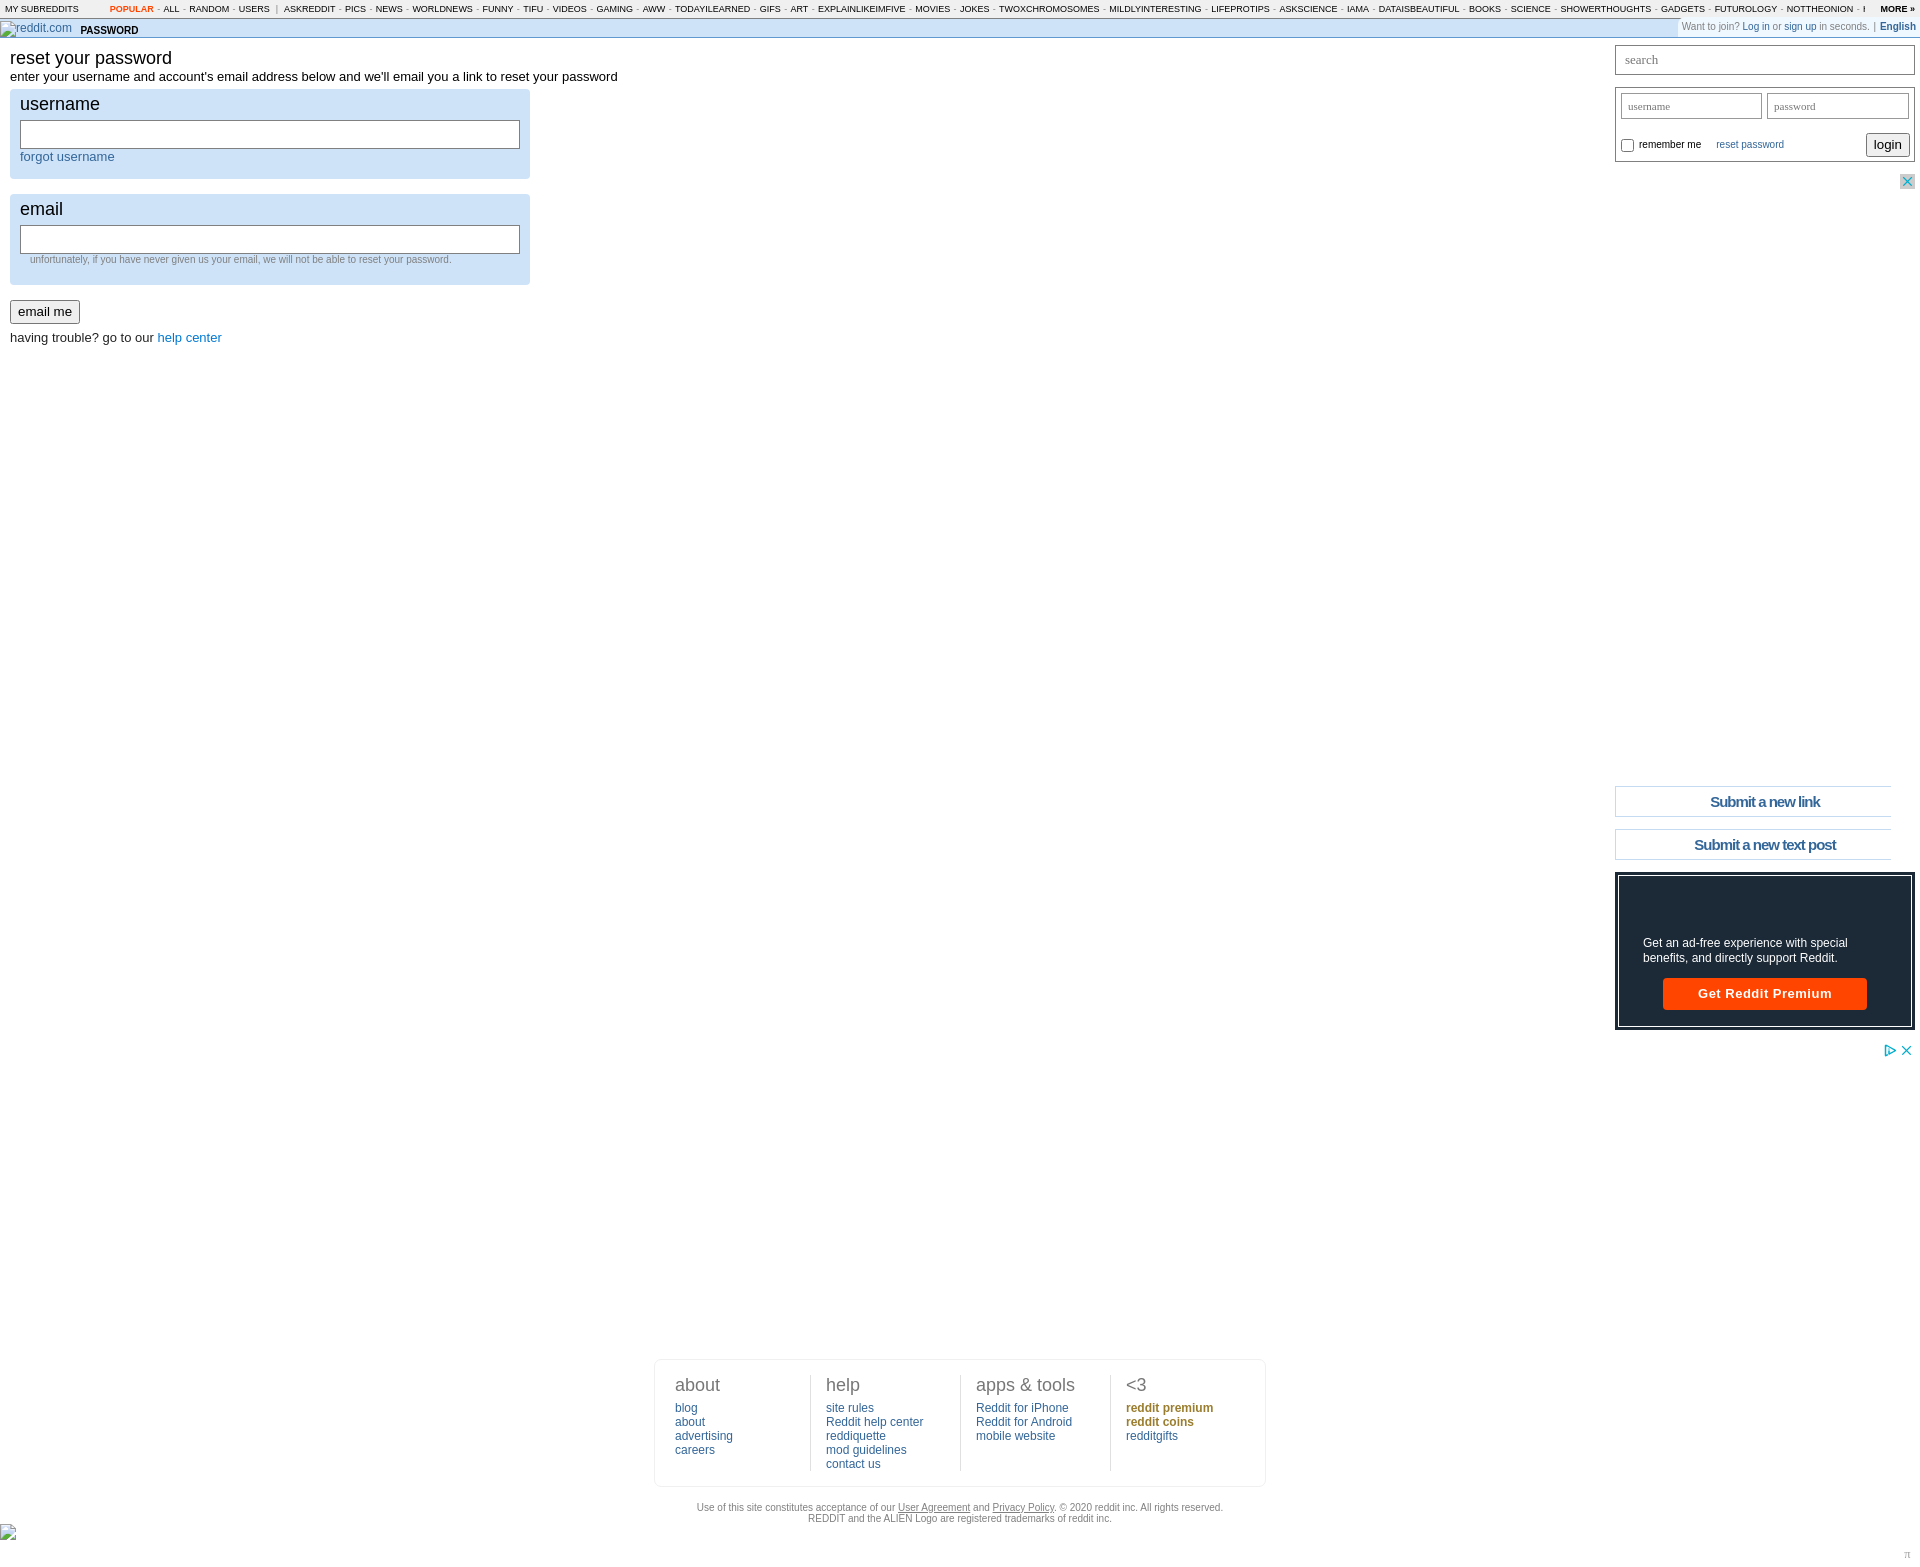 MY SUBREDDITS POPULAR - ALL - RANDOM - USERS | ASKREDDIT - PICS - NEWS - WORLDNEWS - FUNNY - TIFU - VIDEOS - GAMING - AWW - TODAYILEARNED - GIFS - ART - EXPLAINLIKEIMFIVE - MOVIES - JOKES - TWOXCHROMOSOMES - MILDLYINTERESTING - LIFEPROTIPS - ASKSCIENCE - IAMA - DATAISBEAUTIFUL - BOOKS - SCIENCE - SHOWERTHOUGHTS - GADGETS - FUTUROLOGY - NOTTHEONION - MORE »
reddit.com PASSWORD
Want to join? Log in or sign up in seconds. | English
reset your password
enter your username and account's email address below and we'll email you a link to reset your password
username
forgot username
email
unfortunately, if you have never given us your email, we will not be able to reset your password.
email me
having trouble? go to our help center
search
username password
remember me reset password login
Submit a new link
Submit a new text post
Get an ad-free experience with special
benefits, and directly support Reddit.
Get Reddit Premium
about
blog
about
advertising
careers
help
site rules
Reddit help center
reddiquette
mod guidelines
contact us
apps & tools
Reddit for iPhone
Reddit for Android
mobile website
<3
reddit premium
reddit coins
redditgifts
Use of this site constitutes acceptance of our User Agreement and Privacy Policy. © 2020 reddit inc. All rights reserved.
REDDIT and the ALIEN Logo are registered trademarks of reddit inc.
π